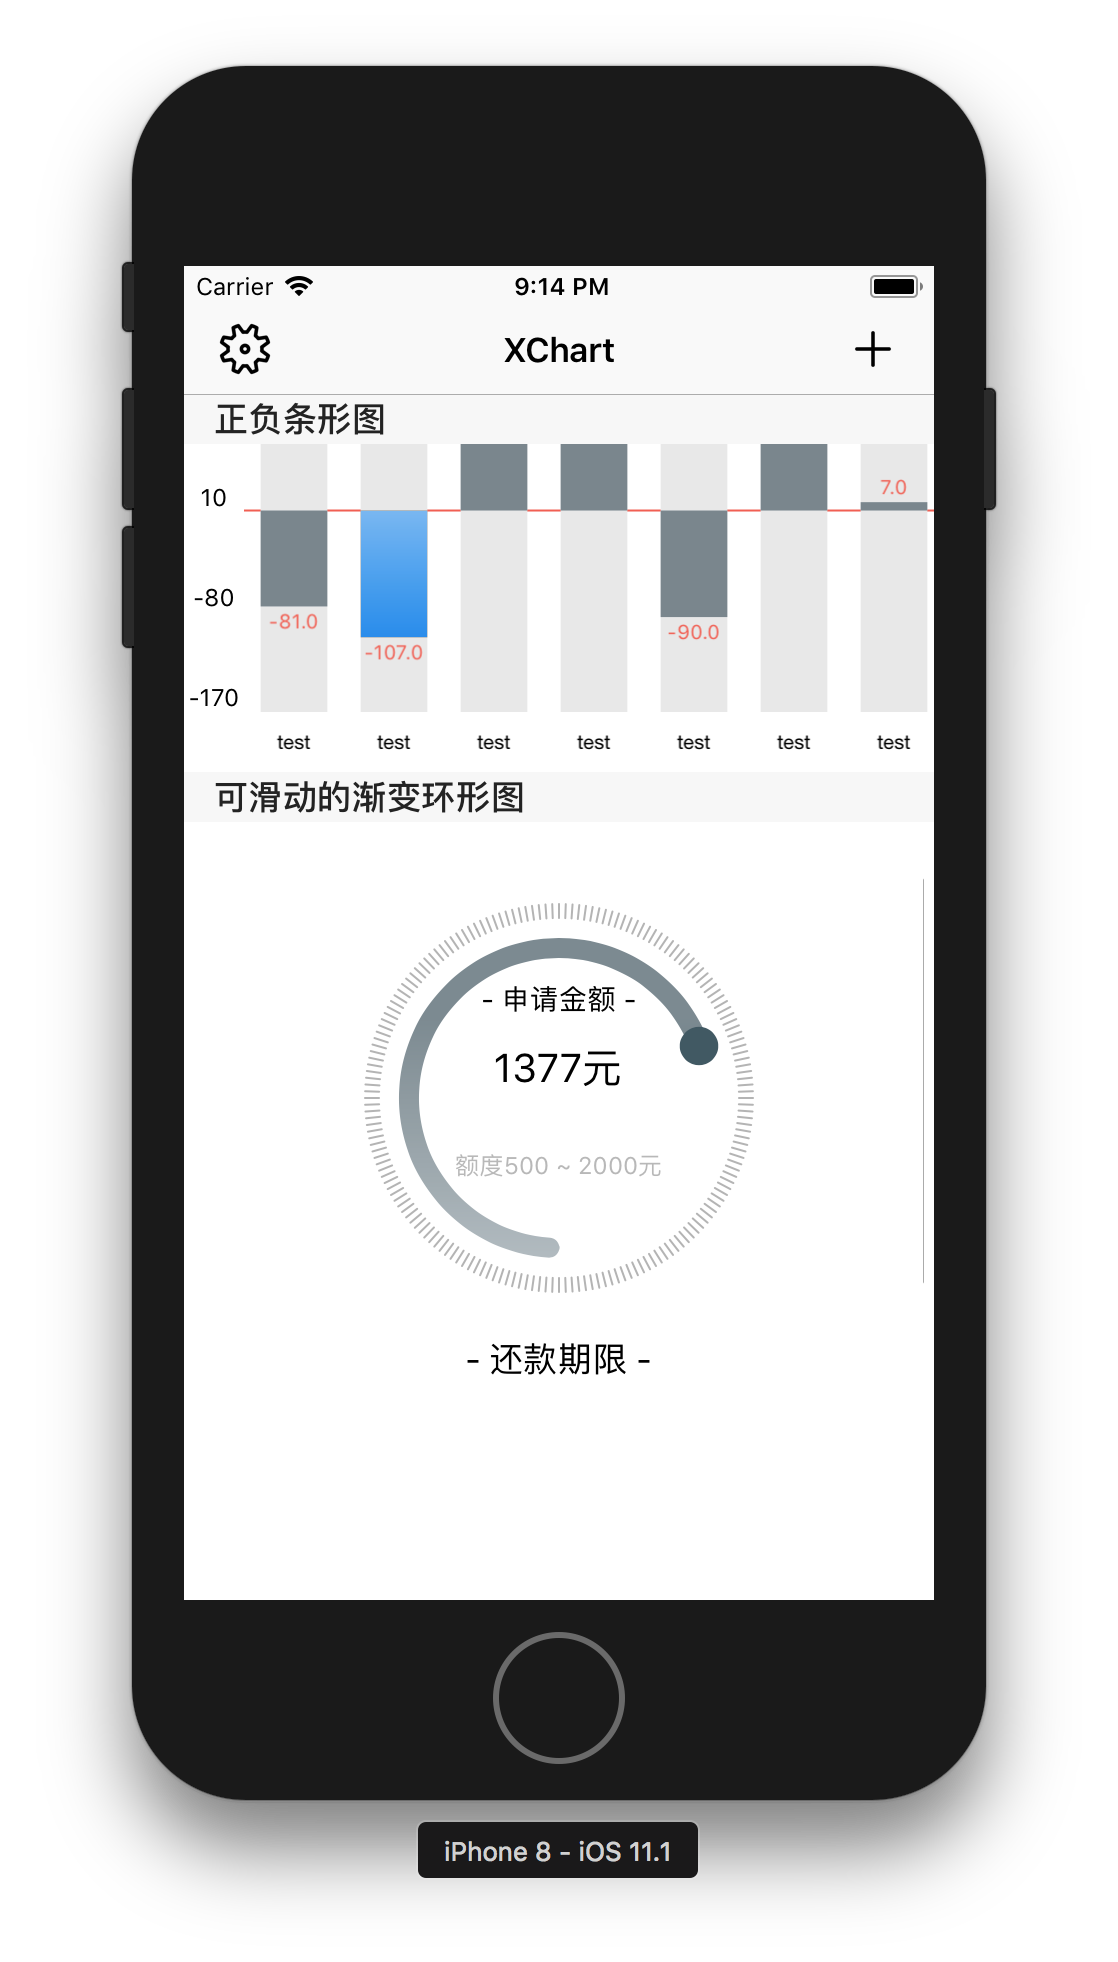 Carrier 9:14 PM
XChart
正负条形图
10
-80
-170
7.0
-81.0
-107.0
-90.0
test test test test test test test
可滑动的渐变环形图
- 申请金额 -
1377元
额度500 ~ 2000元
- 还款期限 -
iPhone 8 - iOS 11.1